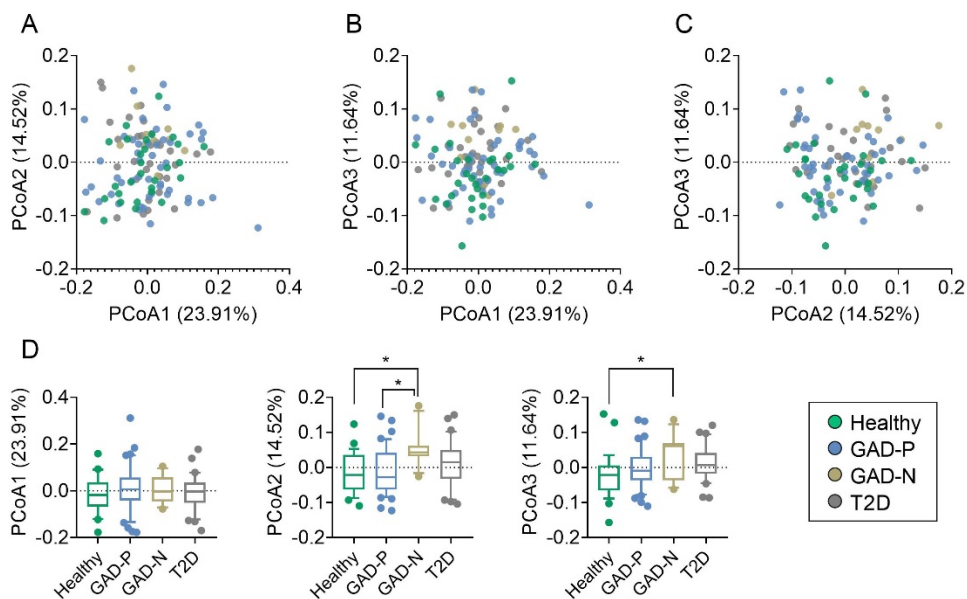 A
B
C
PCoA2 (14.52%)
0.2
0.1
0.0
-0.1
-0.2
-0.2
0.0
0.2
0.4
PCoA1 (23.91%)
PCoA3 (11.64%)
0.2
0.1
0.0
-0.1
-0.2
-0.2
0.0
0.2
0.4
PCoA1 (23.91%)
PCoA3 (11.64%)
0.2
0.1
0.0
-0.1
-0.2
-0.2
-0.1
0.0
0.1
0.2
PCoA2 (14.52%)
D
PCoA1 (23.91%)
0.4
0.2
0.0
-0.2
Healthy
GAD-P
GAD-N
T2D
PCoA2 (14.52%)
0.2
0.1
0.0
-0.1
-0.2
*
*
Healthy
GAD-P
GAD-N
T2D
PCoA3 (11.64%)
0.2
0.1
0.0
-0.1
-0.2
*
Healthy
GAD-P
GAD-N
T2D
Healthy
GAD-P
GAD-N
T2D